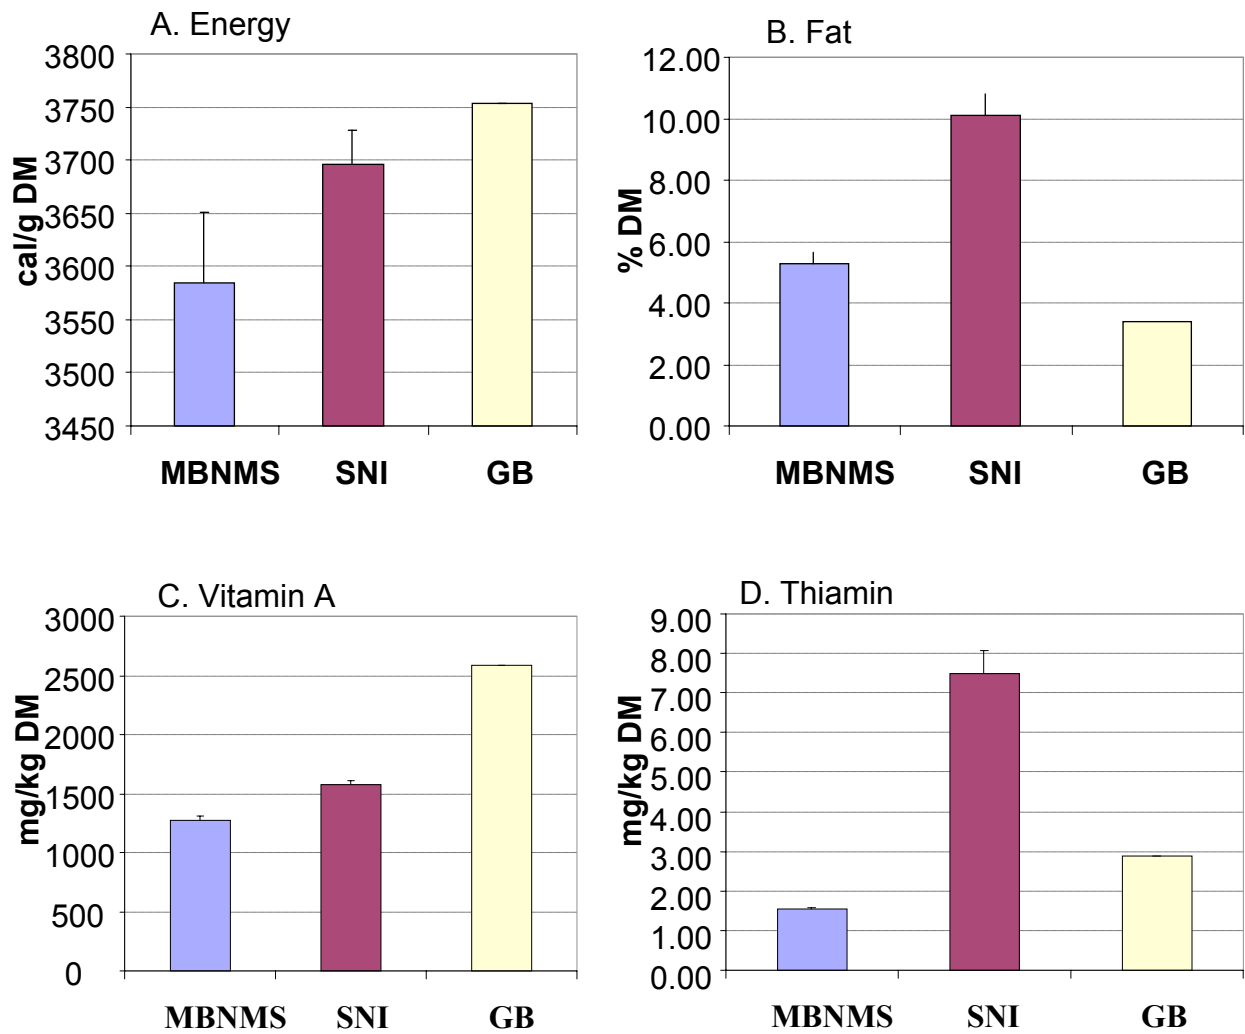 A. Energy
3800
3750
3700
3650
3600
3550
3500
3450
cal/g DM
MBNMS SNI GB
B. Fat
12.00
10.00
8.00
6.00
4.00
2.00
0.00
% DM
MBNMS SNI GB
C. Vitamin A
3000
2500
2000
1500
1000
500
0
mg/kg DM
MBNMS SNI GB
D. Thiamin
9.00
8.00
7.00
6.00
5.00
4.00
3.00
2.00
1.00
0.00
mg/kg DM
MBNMS SNI GB